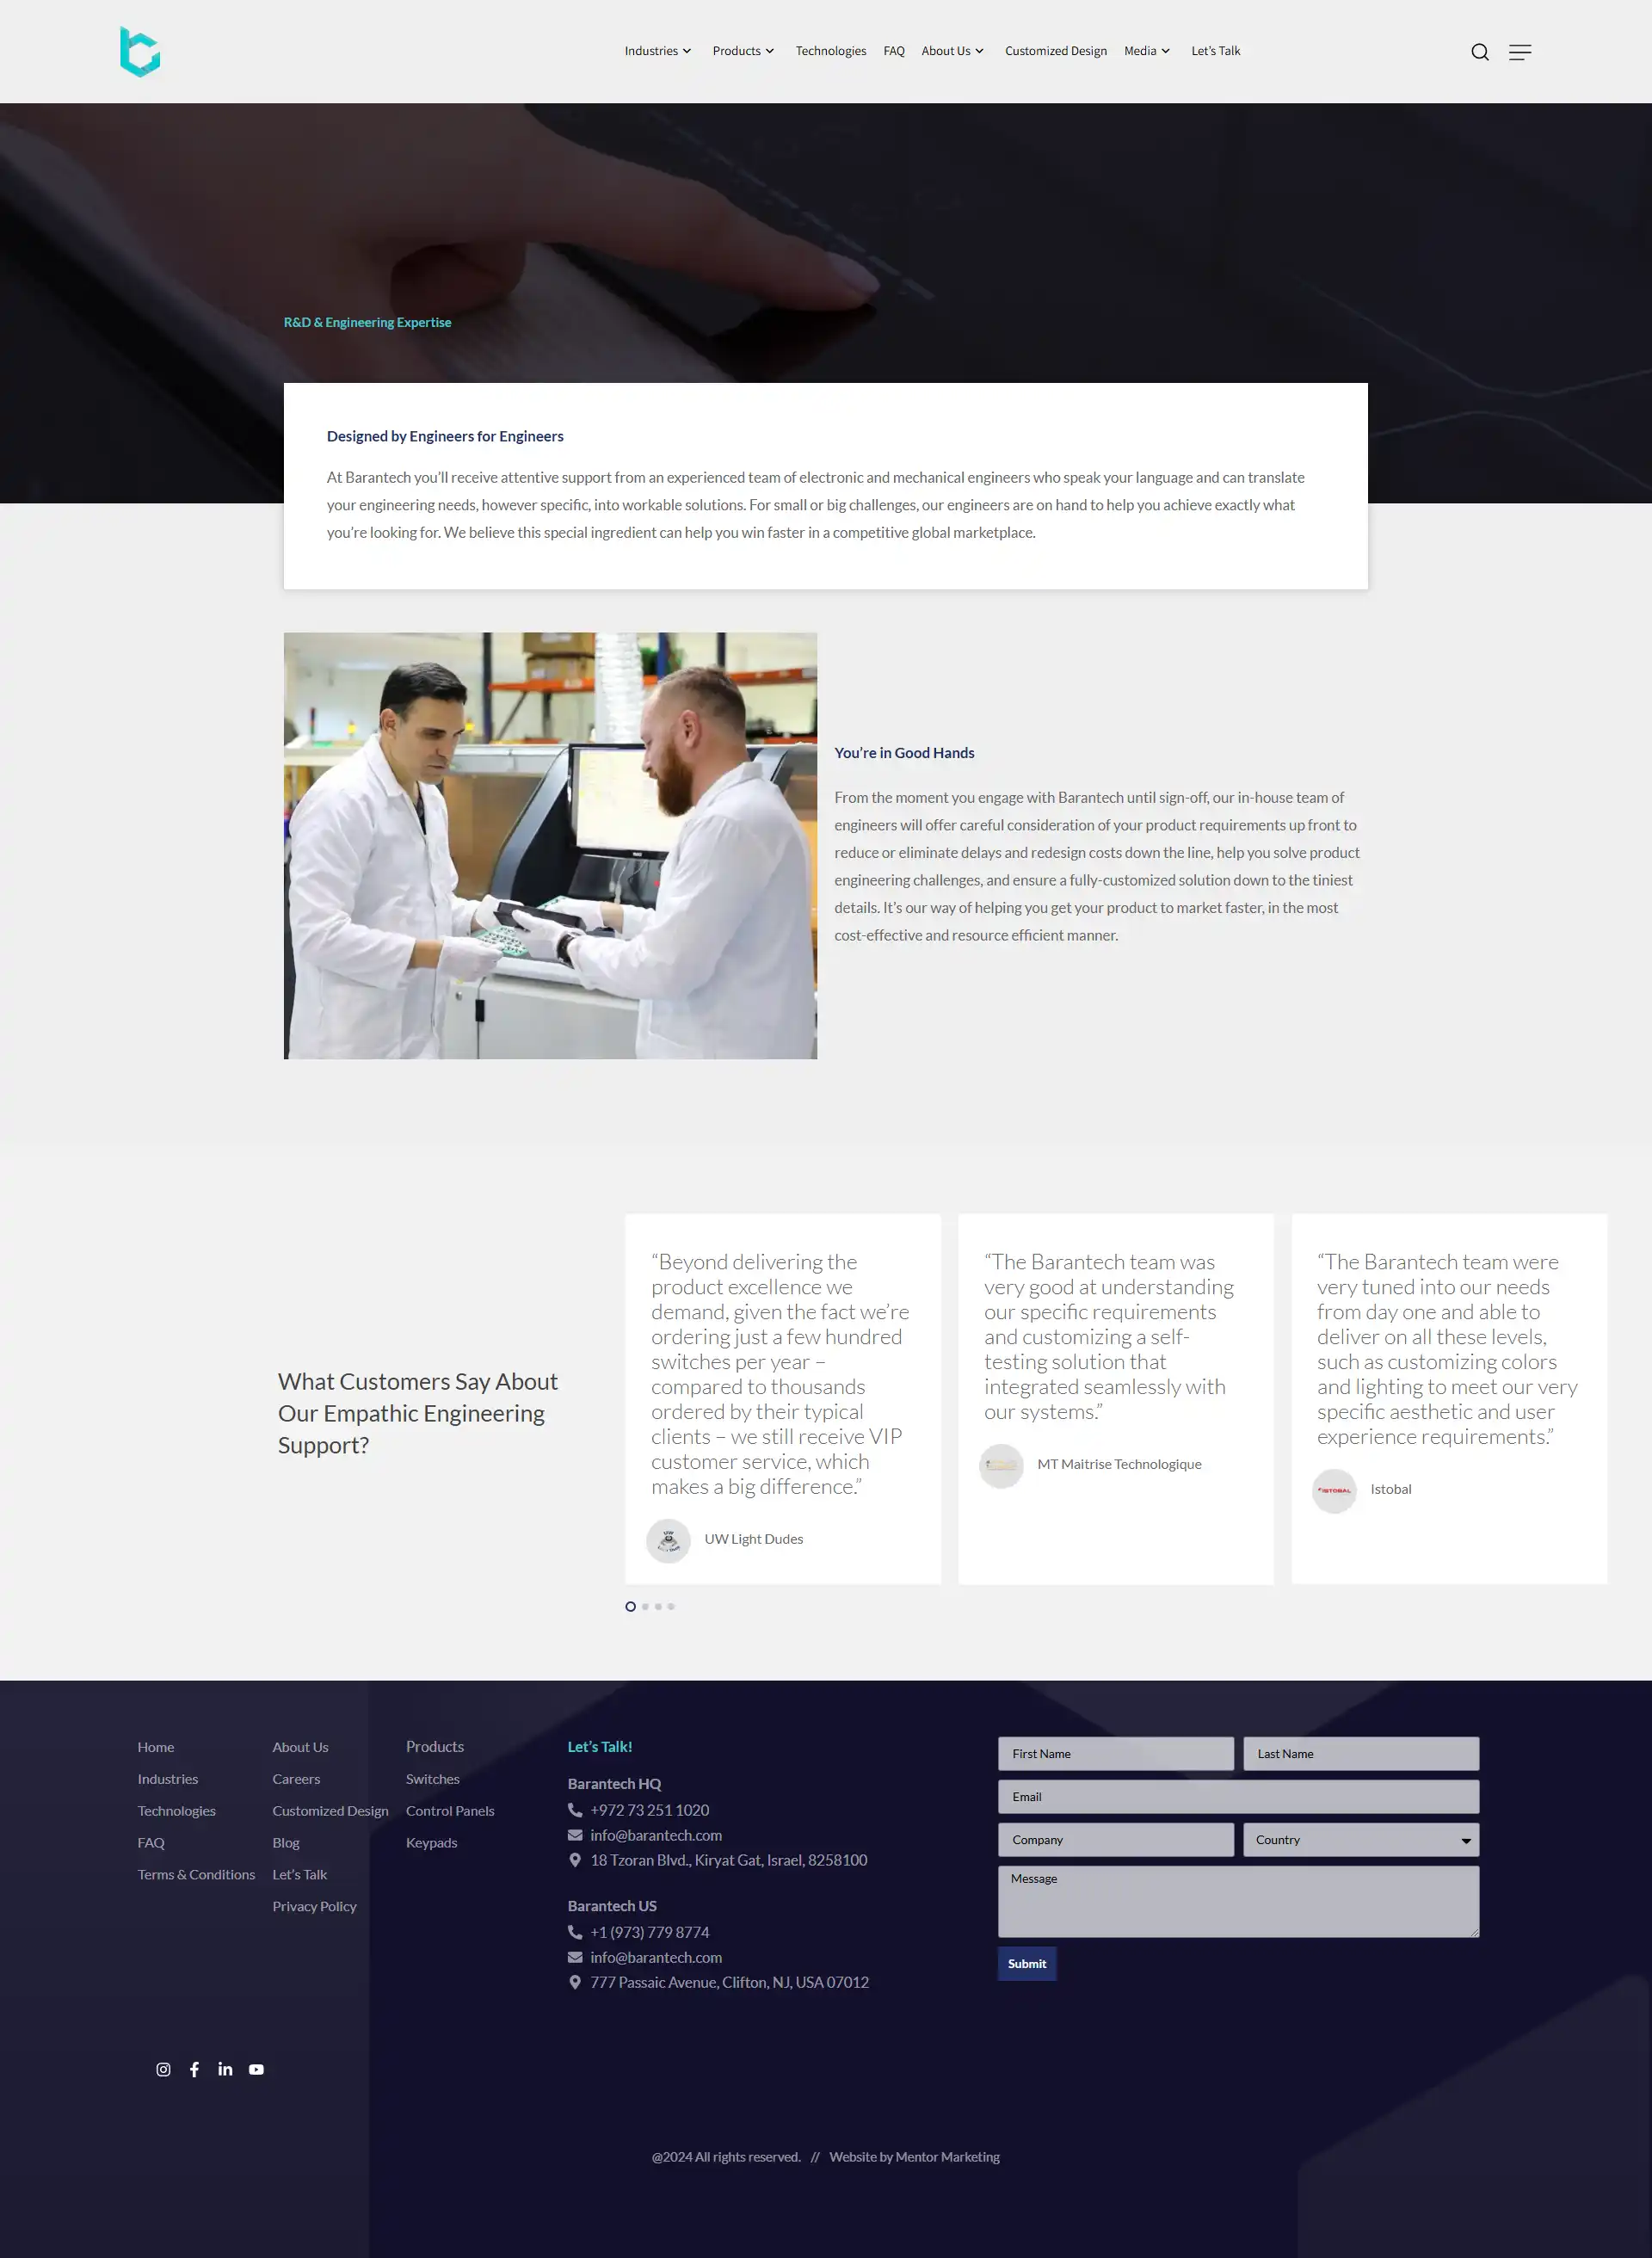 Industries
Products
Technologies
FAQ
About Us
Customized Design
Media
Let's Talk
R&D & Engineering Expertise
Designed by Engineers for Engineers
At Barantech you'll receive attentive support from an experienced team of electronic and mechanical engineers who speak your language and can translate
your engineering needs, however specific, into workable solutions. For small or big challenges, our engineers are on hand to help you achieve exactly what
you're looking for. We believe this special ingredient can help you win faster in a competitive global marketplace.
You're in Good Hands
From the moment you engage with Barantech until sign-off, our in-house team of
engineers will offer careful consideration of your product requirements up front to
reduce or eliminate delays and redesign costs down the line, help you solve product
engineering challenges, and ensure a fully-customized solution down to the tiniest
details. It's our way of helping you get your product to market faster, in the most
cost-effective and resource efficient manner.
What Customers Say About
Our Empathic Engineering
Support?
“Beyond delivering the
product excellence we
demand, given the fact we're
ordering just a few hundred
switches per year –
compared to thousands
ordered by their typical
clients – we still receive VIP
customer service, which
makes a big difference.”
UW Light Dudes
“The Barantech team was
very good at understanding
our specific requirements
and customizing a self-
testing solution that
integrated seamlessly with
our systems.”
MT Maitrise Technologique
“The Barantech team were
very tuned into our needs
from day one and able to
deliver on all these levels,
such as customizing colors
and lighting to meet our very
specific aesthetic and user
experience requirements.”
ISTOBAL
Istobal
Home
Industries
Technologies
FAQ
Terms & Conditions
About Us
Careers
Customized Design
Blog
Let's Talk
Privacy Policy
Products
Switches
Control Panels
Keypads
Let's Talk!
Barantech HQ
+972 73 251 1020
info@barantech.com
18 Tzoran Blvd., Kiryat Gat, Israel, 8258100
Barantech US
+1 (973) 779 8774
info@barantech.com
777 Passaic Avenue, Clifton, NJ, USA 07012
First Name
Last Name
Email
Company
Country
Message
Submit
@2024 All rights reserved. // Website by Mentor Marketing